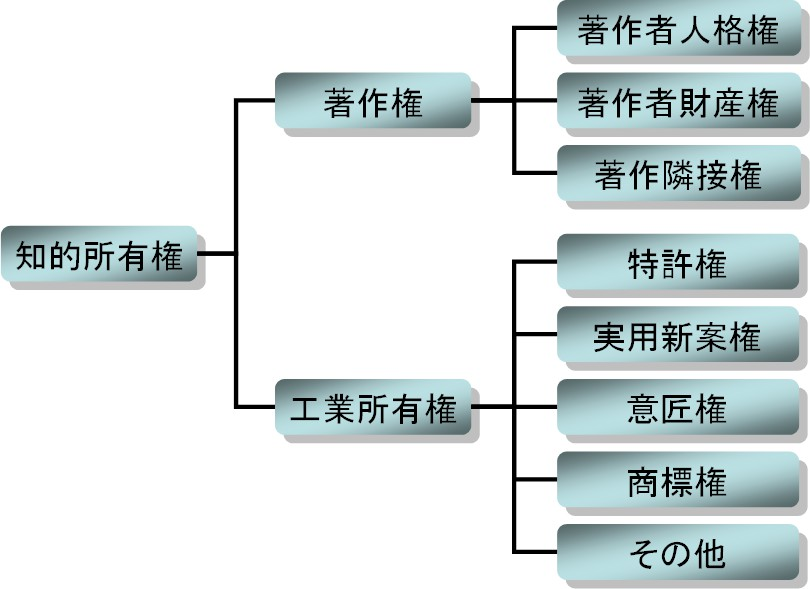 知的所有権
著作権
著作者人格権
著作者財産権
著作隣接権
工業所有権
特許権
実用新案権
意匠権
商標権
その他